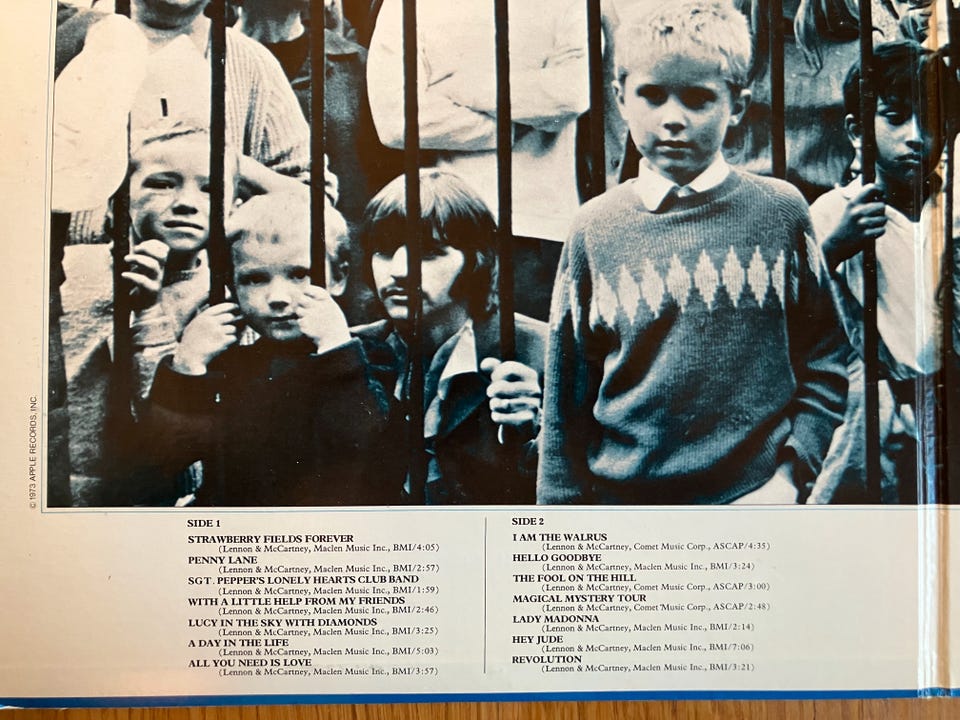 © 1973 APPLE RECORDS, INC.
SIDE 1
STRAWBERRY FIELDS FOREVER
(Lennon & McCartney, Maclen Music Inc., BMI/4:05)
PENNY LANE
(Lennon & McCartney, Maclen Music Inc., BMI/2:57)
SGT. PEPPER'S LONELY HEARTS CLUB BAND
(Lennon & McCartney, Maclen Music Inc., BMI/1:59)
WITH A LITTLE HELP FROM MY FRIENDS
(Lennon & McCartney, Maclen Music Inc., BMI/2:46)
LUCY IN THE SKY WITH DIAMONDS
(Lennon & McCartney, Maclen Music Inc., BMI/3:25)
A DAY IN THE LIFE
(Lennon & McCartney, Maclen Music Inc., BMI/5:03)
ALL YOU NEED IS LOVE
(Lennon & McCartney, Maclen Music Inc., BMI/3:57)
SIDE 2
I AM THE WALRUS
(Lennon & McCartney, Comet Music Corp., ASCAP/4:35)
HELLO GOODBYE
(Lennon & McCartney, Maclen Music Inc., BMI/3:24)
THE FOOL ON THE HILL
(Lennon & McCartney, Comet Music Corp., ASCAP/3:00)
MAGICAL MYSTERY TOUR
(Lennon & McCartney, Comet Music Corp., ASCAP/2:48)
LADY MADONNA
(Lennon & McCartney, Maclen Music Inc., BMI/2:14)
HEY JUDE
(Lennon & McCartney, Maclen Music Inc., BMI/7:06)
REVOLUTION
(Lennon & McCartney, Maclen Music Inc., BMI/3:21)